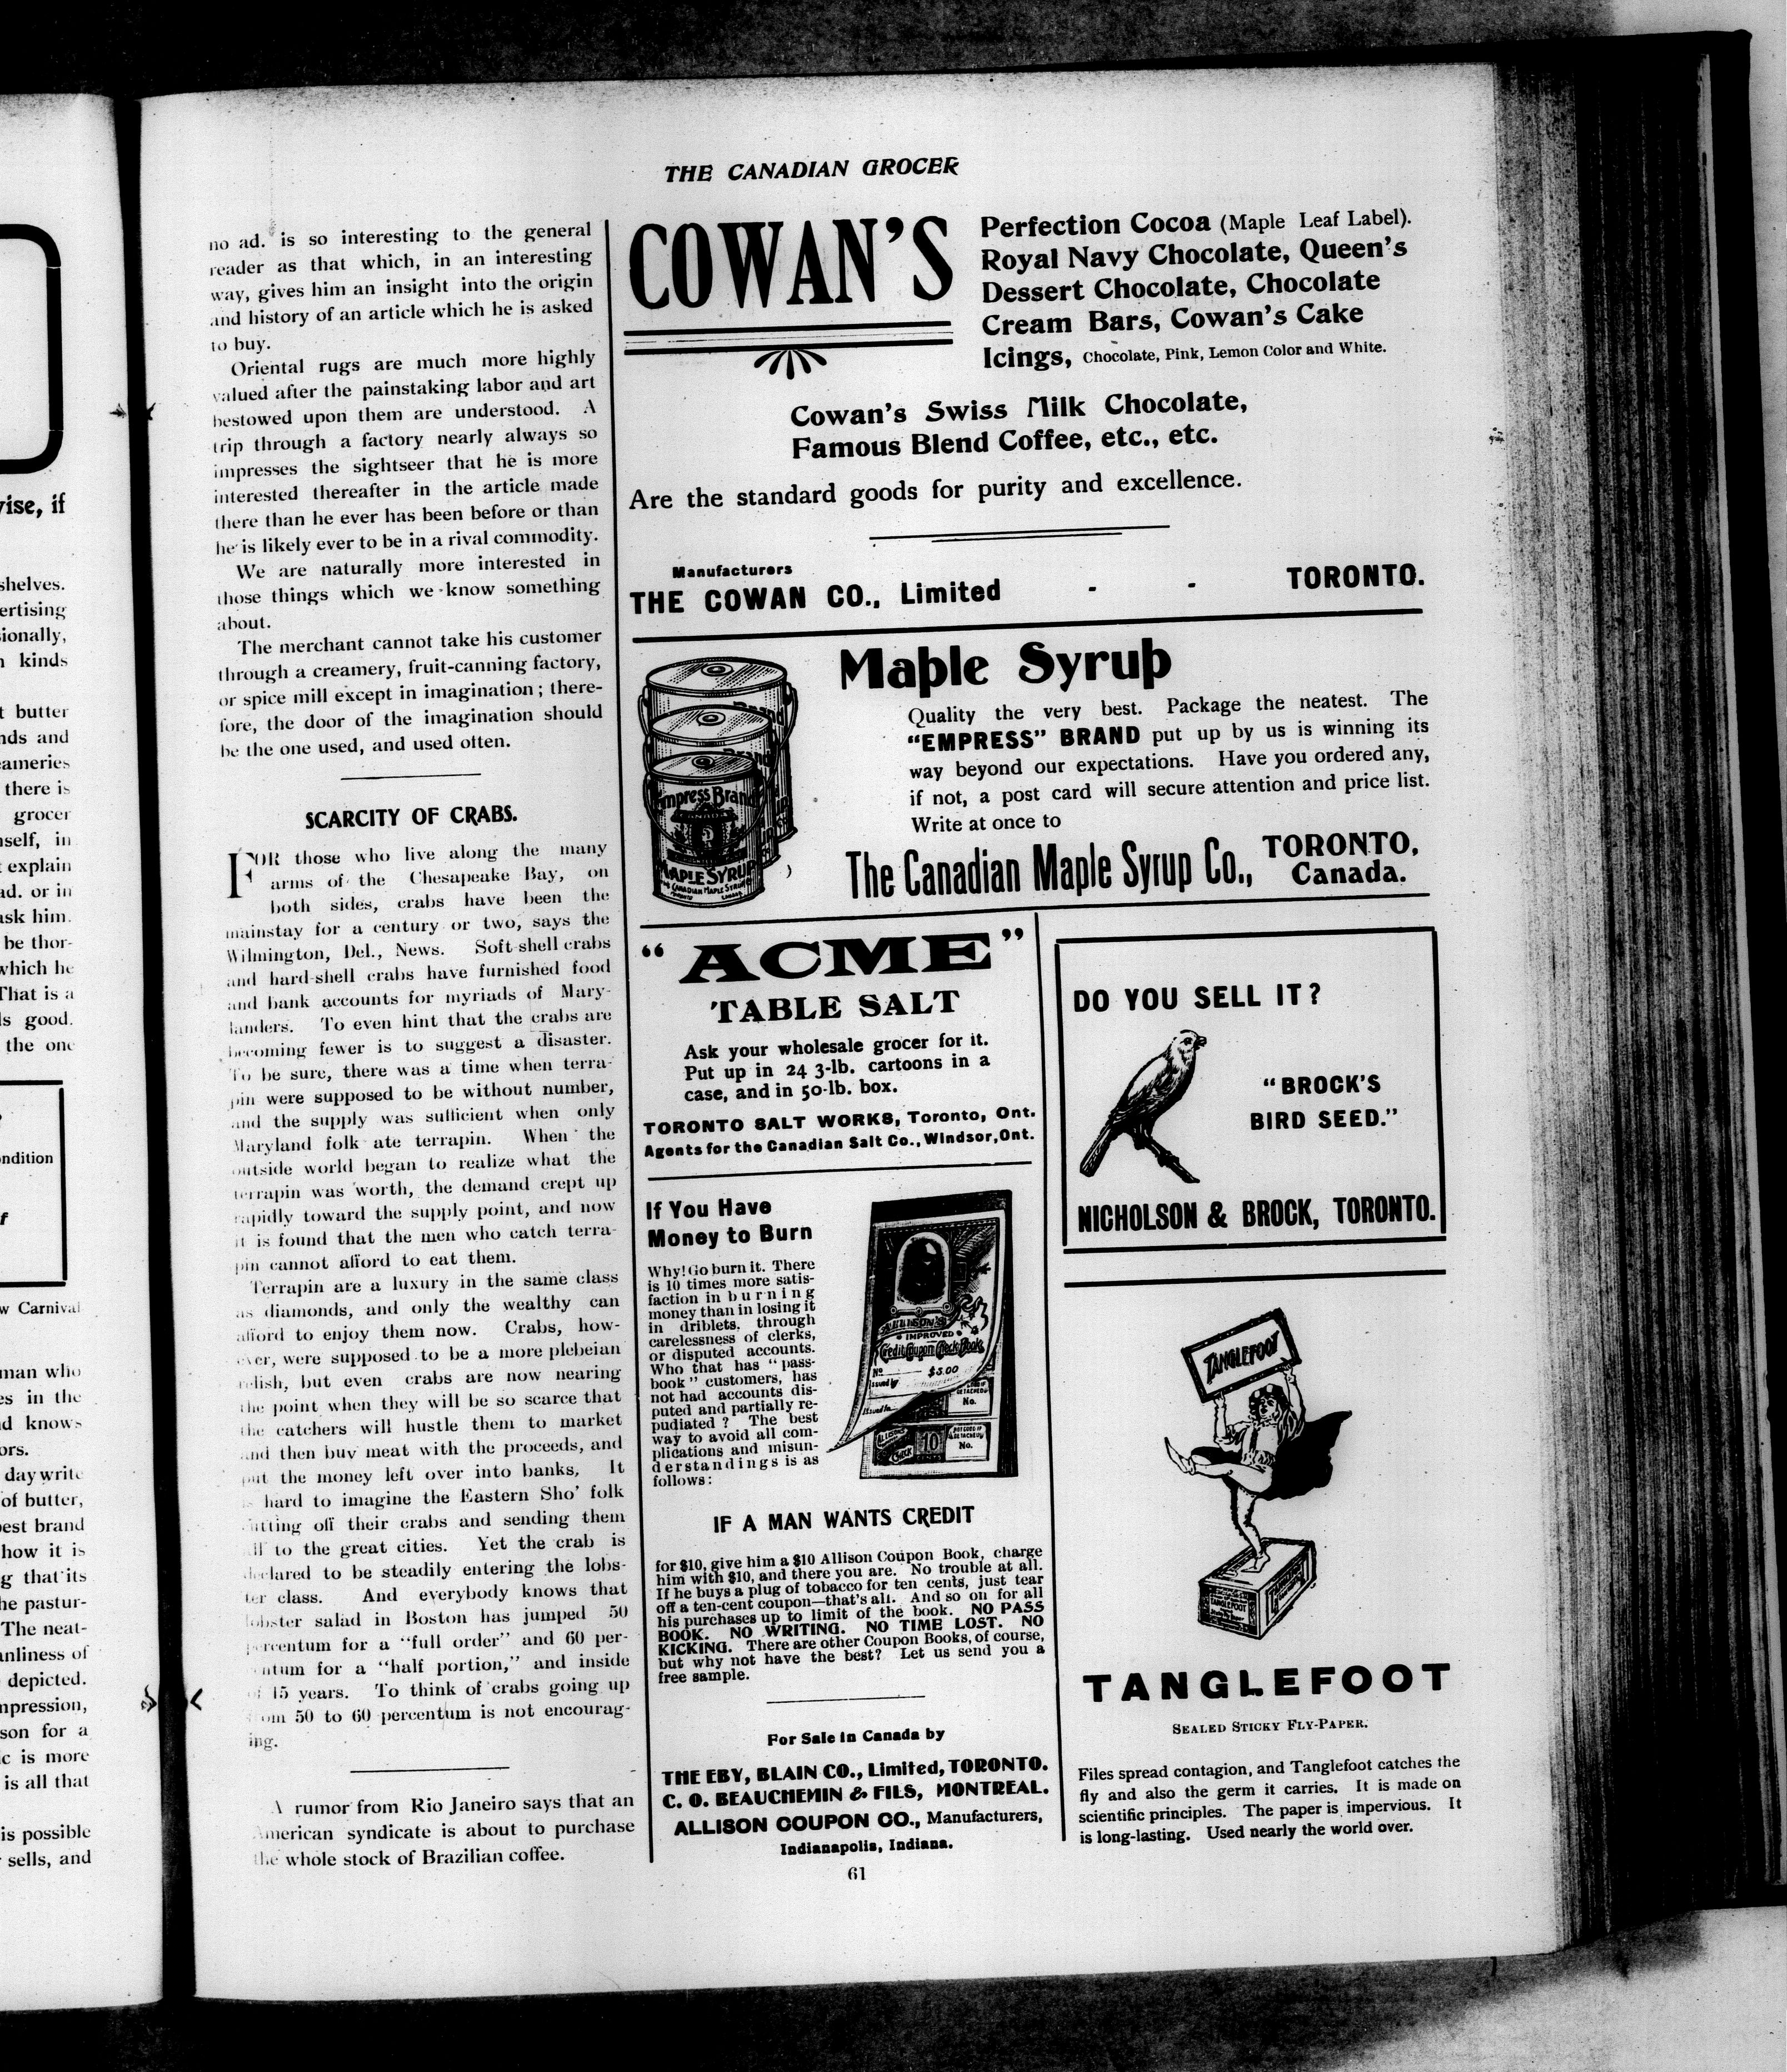 THE CANADIAN GROCER
no ad. is so interesting to the general
reader as that which, in an interesting
way, gives him an insight into the origin
and history of an article which he is asked
to buy.
Oriental rugs are much more highly
valued after the painstaking labor and art
bestowed upon them are understood. A
trip through a factory nearly always so
impresses the sightseer that he is more
interested thereafter in the article made
there than he ever has been before or than
he is likely ever to be in a rival commodity.
We are naturally more interested in
those things which we know something
about.
The merchant cannot take his customer
through a creamery, fruit-canning factory,
or spice mill except in imagination; there-
fore, the door of the imagination should
be the one used, and used often.
SCARCITY OF CRABS.
FOR those who live along the many
arms of the Chesapeake Bay, on
both sides, crabs have been the
mainstay for a century or two, says the
Wilmington, Del., News. Soft-shell crabs
and hard-shell crabs have furnished food
and bank accounts for myriads of Mary-
landers. To even hint that the crabs are
becoming fewer is to suggest a disaster.
To be sure, there was a time when terra-
pin were supposed to be without number,
and the supply was sufficient when only
Maryland folk ate terrapin. When the
outside world began to realize what the
terrapin was worth, the demand crept up
rapidly toward the supply point, and now
it is found that the men who catch terra-
pin cannot afford to eat them.
Terrapin are a luxury in the same class
as diamonds, and only the wealthy can
afford to enjoy them now. Crabs, how-
ever, were supposed to be a more plebeian
relish, but even crabs are now nearing
the point when they will be so scarce that
the catchers will hustle them to market
and then buy meat with the proceeds, and
put the money left over into banks, It
is hard to imagine the Eastern Sho' folk
cutting off their crabs and sending them
all to the great cities. Yet the crab is
declared to be steadily entering the lobs-
ter class. And everybody knows that
lobster salad in Boston has jumped 50
percentum for a "full order" and 60 per-
centum for a "half portion," and inside
of 15 years. To think of crabs going up
from 50 to 60 percentum is not encourag-
ing.
A rumor from Rio Janeiro says that an
American syndicate is about to purchase
the whole stock of Brazilian coffee.
COWAN'S
Perfection Cocoa (Maple Leaf Label).
Royal Navy Chocolate, Queen's
Dessert Chocolate, Chocolate
Cream Bars, Cowan's Cake
Icings, Chocolate, Pink, Lemon Color and White.
Cowan's Swiss Milk Chocolate,
Famous Blend Coffee, etc., etc.
Are the standard goods for purity and excellence.
Manufacturers
THE COWAN CO., Limited - - TORONTO.
Maple Syrup
Quality the very best. Package the neatest. The
"EMPRESS" BRAND put up by us is winning its
way beyond our expectations. Have you ordered any,
if not, a post card will secure attention and price list.
Write at once to
The Canadian Maple Syrup Co., TORONTO,
Canada.
Empress Brand
MAPLE SYRUP
"ACME"
TABLE SALT
Ask your wholesale grocer for it.
Put up in 24 3-lb. cartoons in a
case, and in 50-lb. box.
TORONTO SALT WORKS, Toronto, Ont.
Agents for the Canadian Salt Co., Windsor, Ont.
If You Have
Money to Burn
Why! Go burn it. There
is 10 times more satis-
faction in burning
money than in losing it
in driblets, through
carelessness of clerks,
or disputed accounts.
Who that has "pass-
book" customers, has
not had accounts dis-
puted and partially re-
pudiated? The best
way to avoid all com-
plications and misun-
derstandings is as
follows:
ALLISON'S
IMPROVED
Credit Coupon Check Book
No $5.00
Issued by
Issued to
No.
10
No.
IF A MAN WANTS CREDIT
for $10, give him a $10 Allison Coupon Book, charge
him with $10, and there you are. No trouble at all.
If he buys a plug of tobacco for ten cents, just tear
off a ten-cent coupon—that's all. And so on for all
his purchases up to limit of the book. NO PASS
BOOK. NO WRITING. NO TIME LOST. NO
KICKING. There are other Coupon Books, of course,
but why not have the best? Let us send you a
free sample.
For Sale in Canada by
THE EBY, BLAIN CO., Limited, TORONTO.
C. O. BEAUCHEMIN & FILS, MONTREAL.
ALLISON COUPON CO., Manufacturers,
Indianapolis, Indiana.
DO YOU SELL IT?
"BROCK'S
BIRD SEED."
NICHOLSON & BROCK, TORONTO.
TANGLEFOOT
TANGLEFOOT
TANGLEFOOT
SEALED STICKY FLY-PAPER.
Files spread contagion, and Tanglefoot catches the
fly and also the germ it carries. It is made on
scientific principles. The paper is impervious. It
is long-lasting. Used nearly the world over.
61